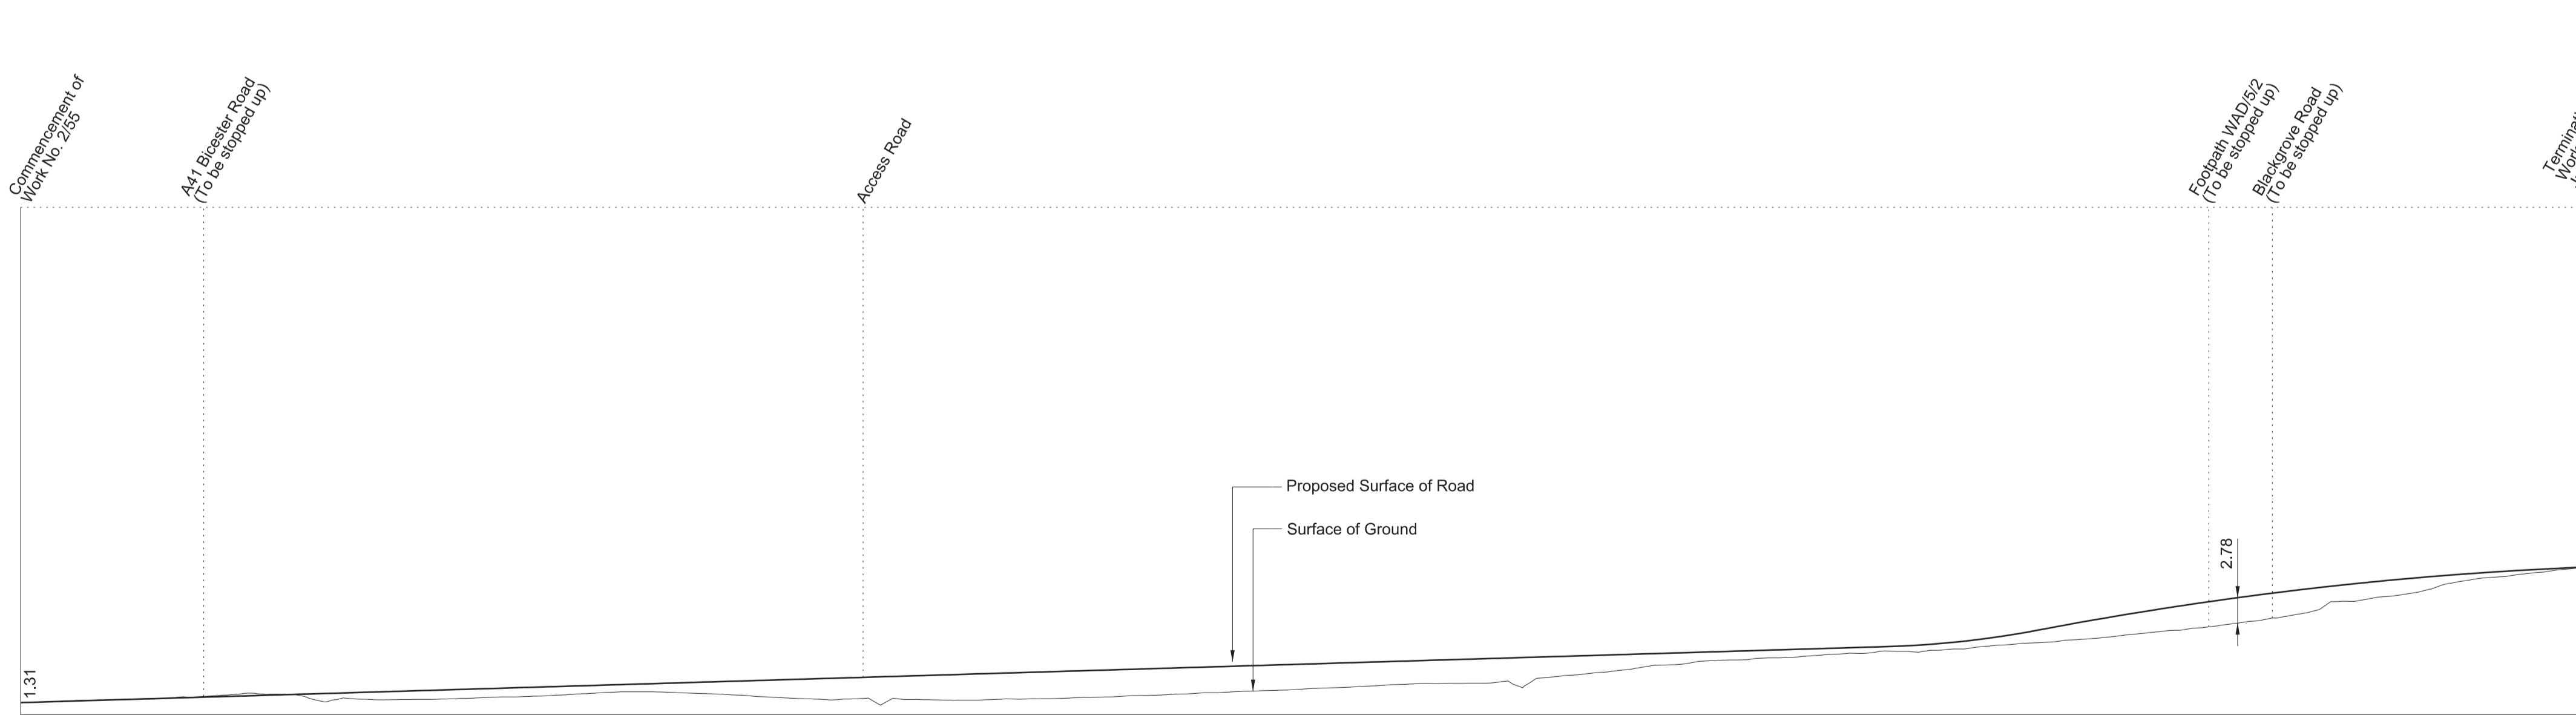 Commencement of
Work No. 2/55
A41 Bicester Road
(To be stopped up)
Access Road
Footpath WAD/5/2
(To be stopped up)
Blackgrove Road
(To be stopped up)
Proposed Surface of Road
Surface of Ground
2.78
1.31